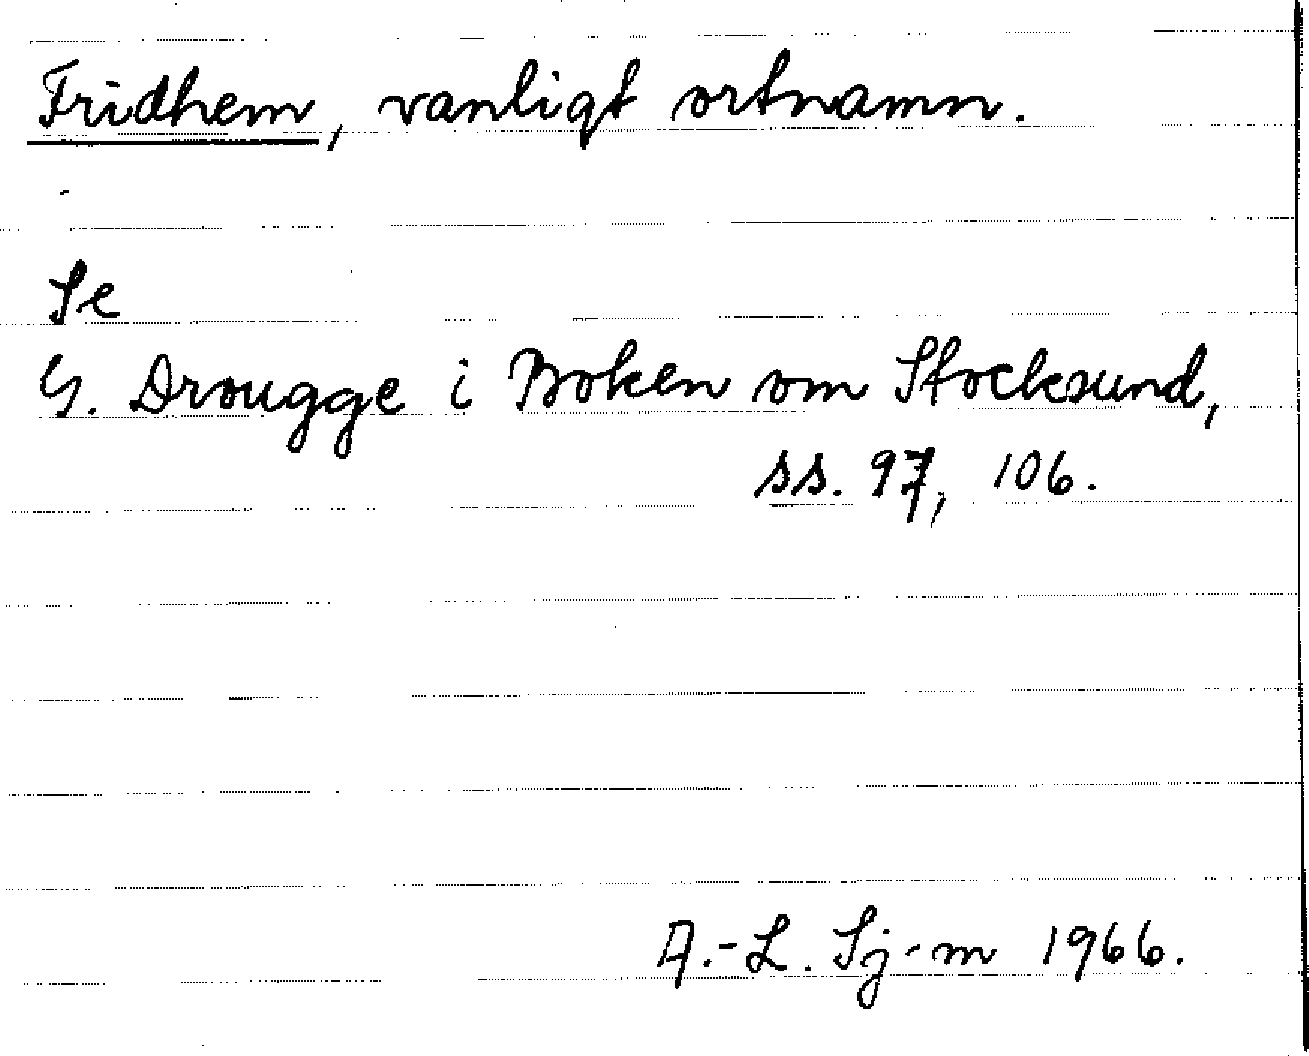 Fridhem, vanligt ortnamn.
Se
G. Drougge i Boken om Stocksund,
ss. 97, 106.
A.-L. Sj-m 1966.